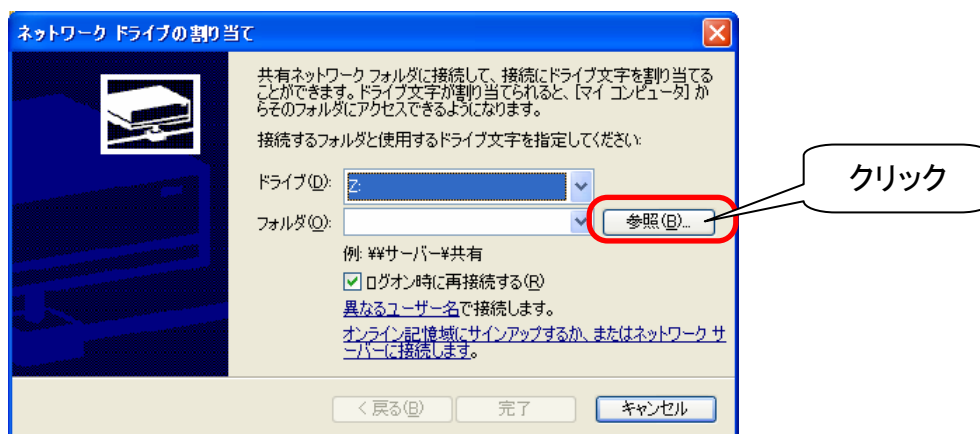 ネットワーク ドライブの割り当て
共有ネットワーク フォルダに接続して、接続にドライブ文字を割り当てる
ことができます。ドライブ文字が割り当てられると、[マイ コンピュータ] か
らそのフォルダにアクセスできるようになります。
接続するフォルダと使用するドライブ文字を指定してください:
ドライブ(D): Z:
クリック
フォルダ(O): 参照(B)...
例: ¥¥サーバー¥共有
ログオン時に再接続する(R)
異なるユーザー名で接続します。
オンライン記憶域にサインアップするか、またはネットワーク サ
ーバーに接続します。
< 戻る(B) 完了 キャンセル